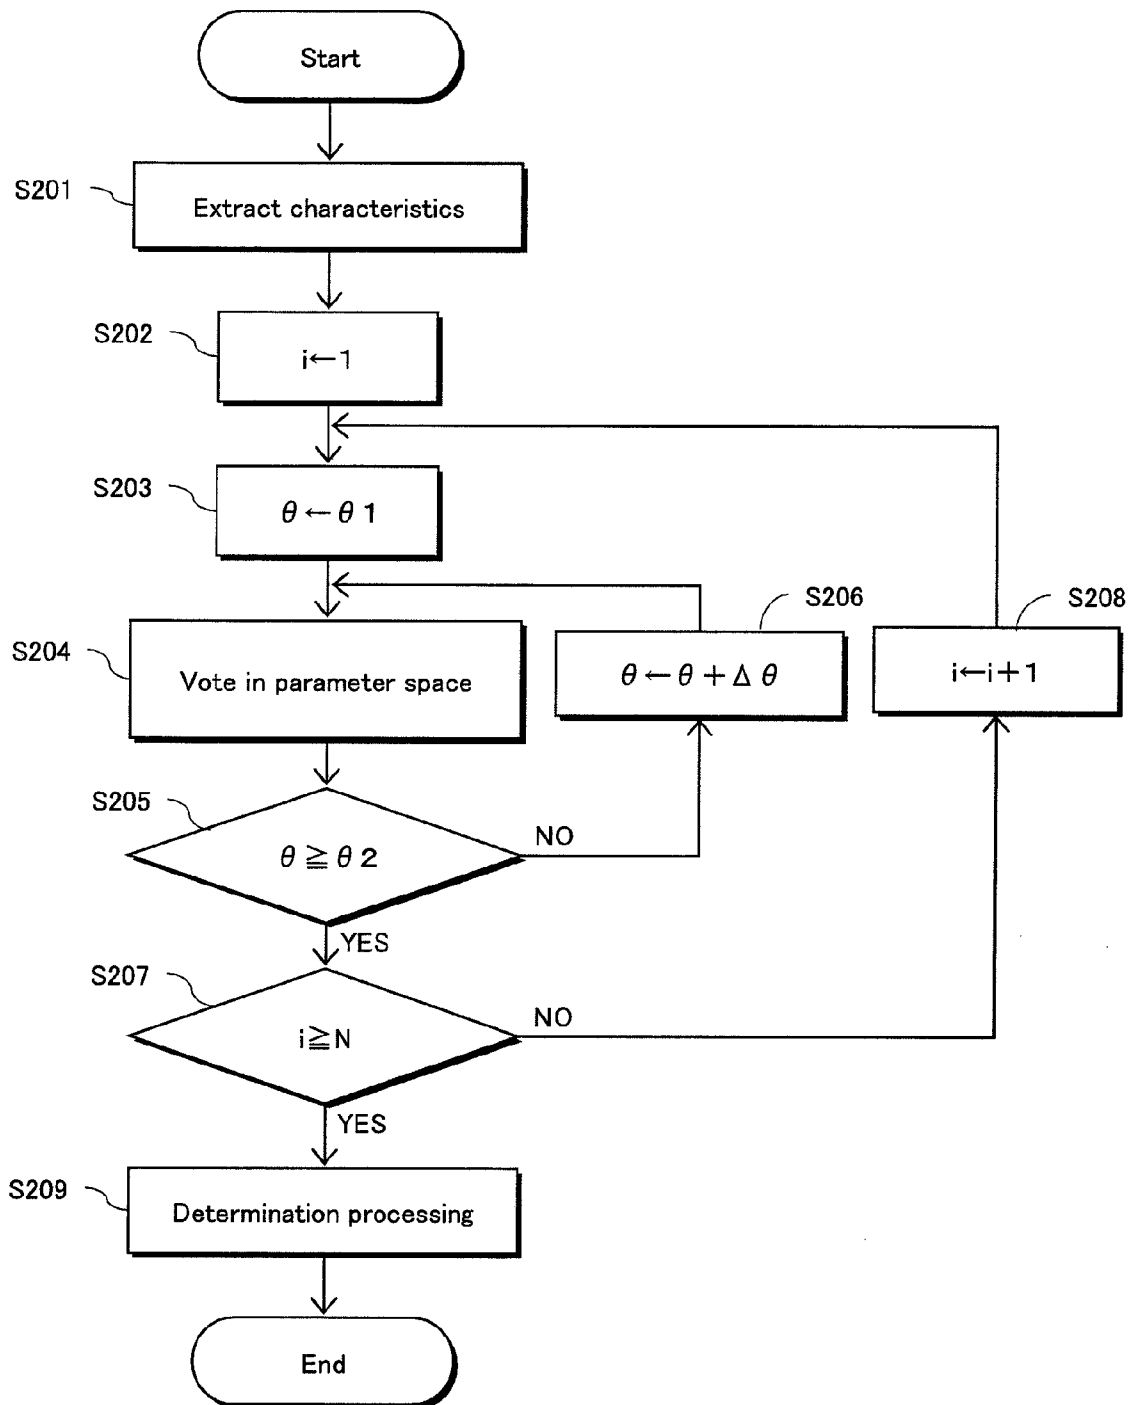 Start
S201
Extract characteristics
S202
i←1
S203
θ←θ1
S206
S208
S204
Vote in parameter space
θ←θ+Δθ
i←i+1
S205
θ≧θ2
NO
YES
S207
i≧N
NO
YES
S209
Determination processing
End